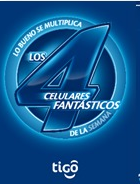 LO BUENO SE MULTIPLICA
LOS
4
CELULARES
FANTÁSTICOS
DE LA SEMANA
tigo